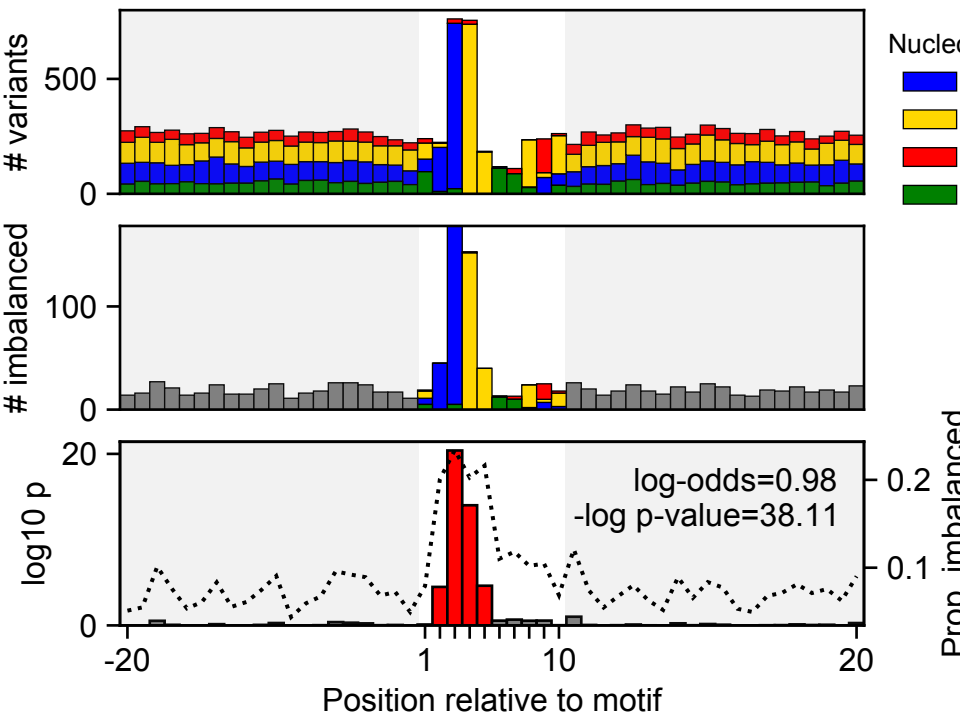 # variants
500
0
Nucleo
# imbalanced
100
0
log10 p
20
0
log-odds=0.98
-log p-value=38.11
0.2
0.1
Prop. imbalanced
-20
1
10
20
Position relative to motif